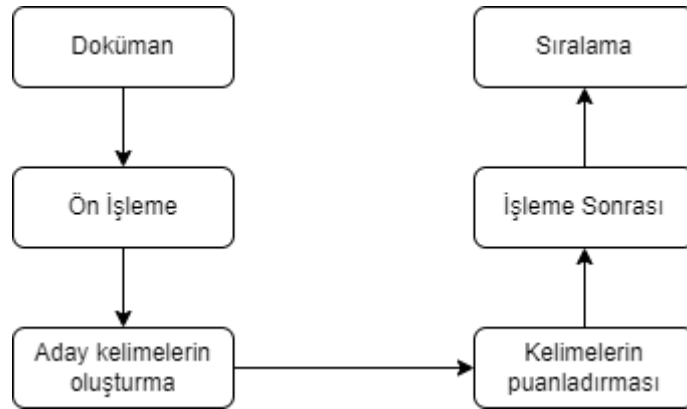 Doküman
Ön İşleme
Aday kelimelerin
oluşturma
Kelimelerin
puanladırması
İşleme Sonrası
Sıralama